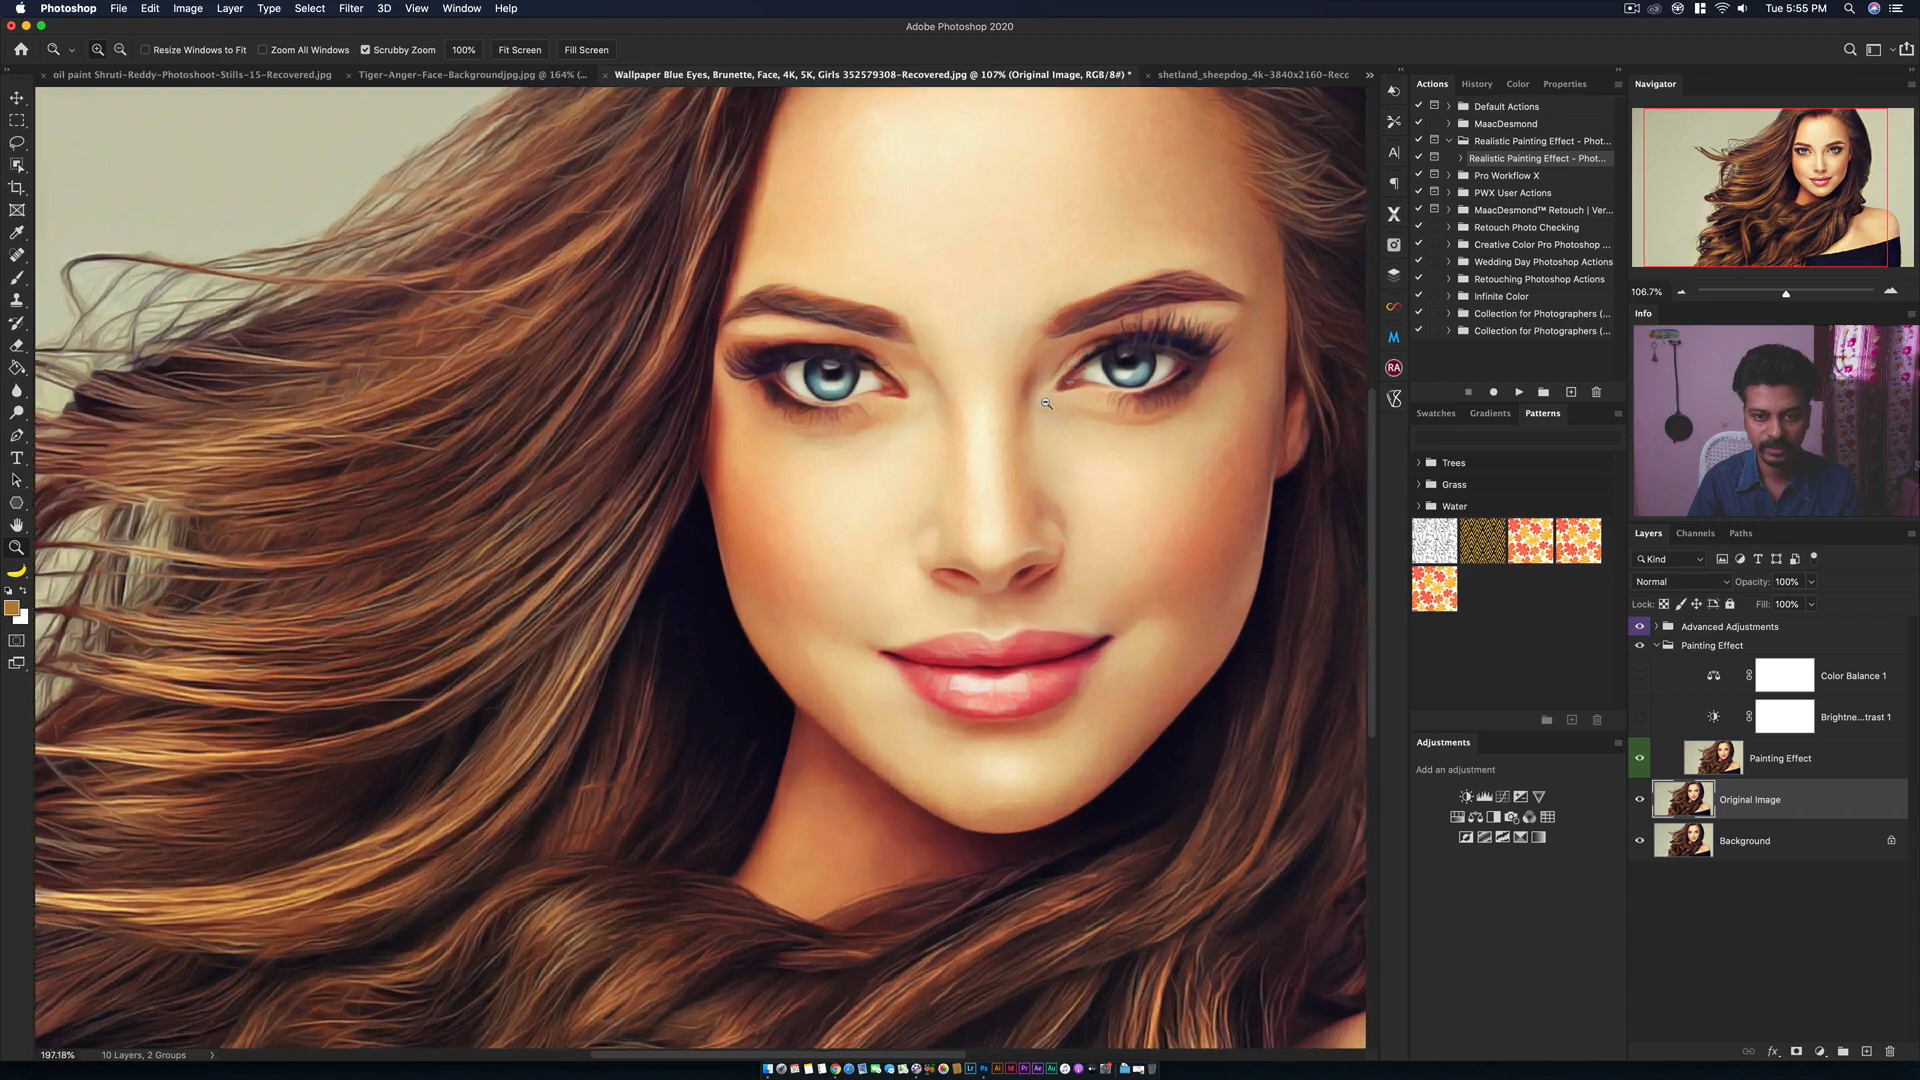 Photoshop File Edit Image Layer Type Select Filter 3D View Window Help
Tue 5:55 PM
Adobe Photoshop 2020
Resize Windows to Fit Zoom All Windows Scrubby Zoom 100% Fit Screen Fill Screen
oil paint Shruti-Reddy-Photoshoot-Stills-15-Recovered.jpg
Tiger-Anger-Face-Backgroundjpg.jpg @ 164% (...
Wallpaper Blue Eyes, Brunette, Face, 4K, 5K, Girls 352579308-Recovered.jpg @ 107% (Original Image, RGB/8#) *
shetland_sheepdog_4k-3840x2160-Reco
Actions History Color Properties
Default Actions
MaacDesmond
Realistic Painting Effect - Phot...
Realistic Painting Effect - Phot...
Pro Workflow X
PWX User Actions
MaacDesmond™ Retouch | Ver...
Retouch Photo Checking
Creative Color Pro Photoshop ...
Wedding Day Photoshop Actions
Retouching Photoshop Actions
Infinite Color
Collection for Photographers (...
Collection for Photographers (...
Swatches Gradients Patterns
Trees
Grass
Water
Adjustments
Add an adjustment
Navigator
106.7%
Info
Layers Channels Paths
Kind
Normal Opacity: 100%
Lock: Fill: 100%
Advanced Adjustments
Painting Effect
Color Balance 1
Brightne...trast 1
Painting Effect
Original Image
Background
197.18% 10 Layers, 2 Groups